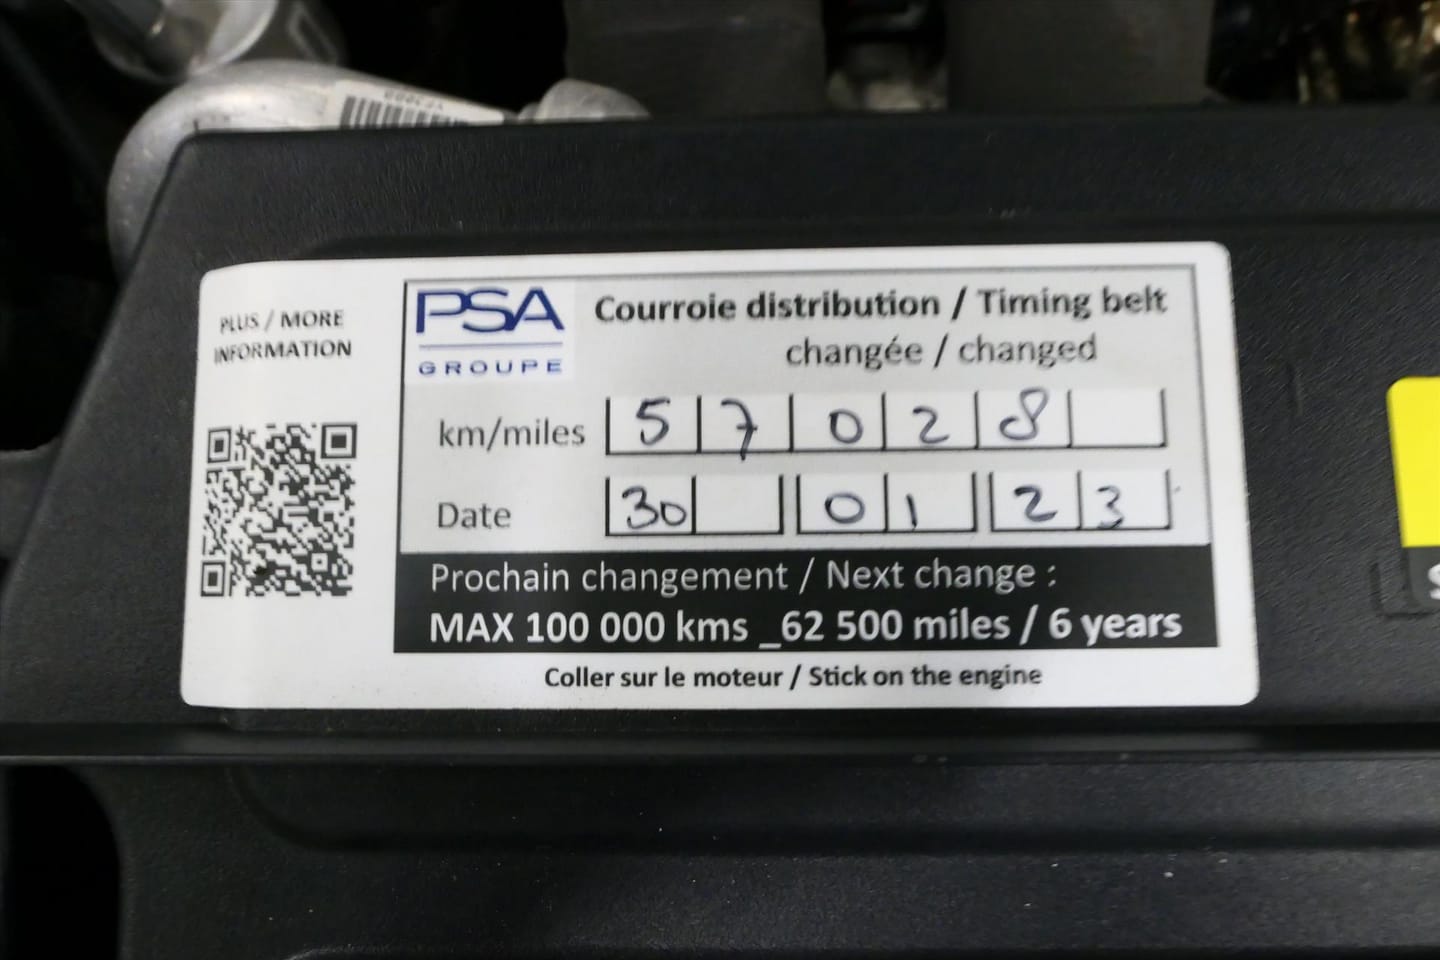 PLUS / MORE
INFORMATION
PSA
GROUPE
Courroie distribution / Timing belt
changée / changed
km/miles 5 7 0 2 8
Date 30 01 23
Prochain changement / Next change :
MAX 100 000 kms _62 500 miles / 6 years
Coller sur le moteur / Stick on the engine